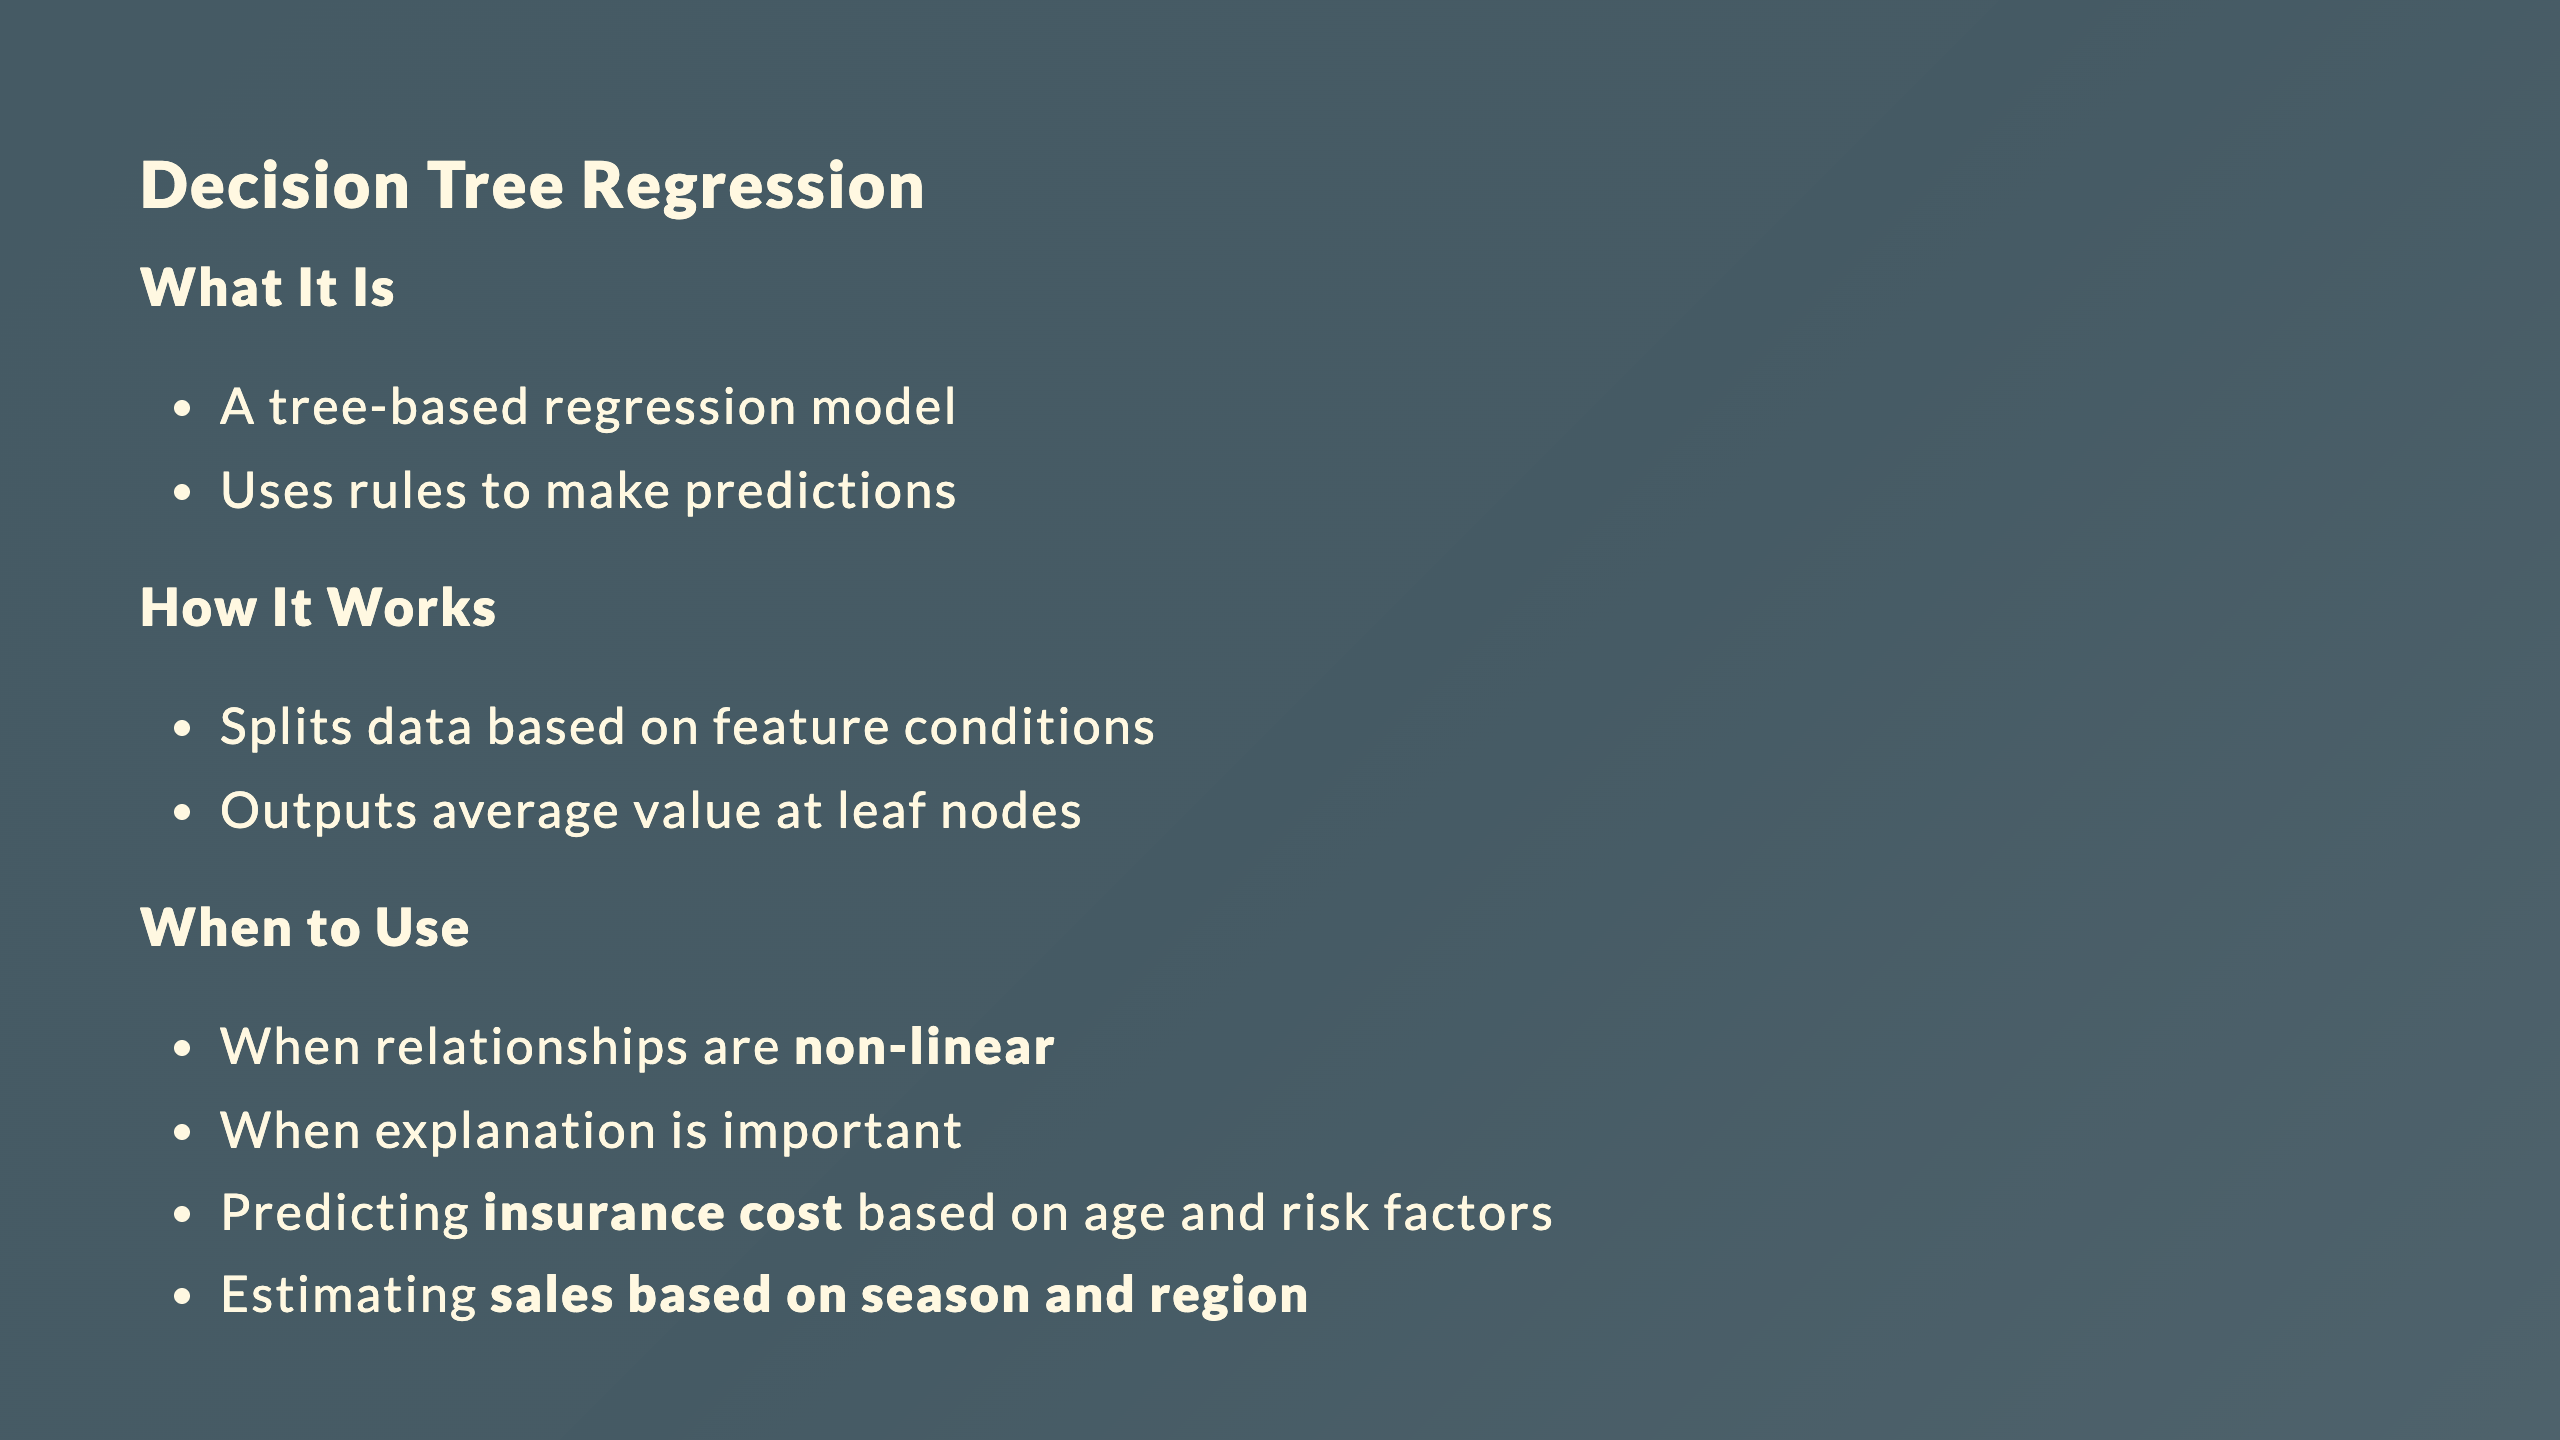 Decision Tree Regression
What It Is
• A tree-based regression model
• Uses rules to make predictions
How It Works
• Splits data based on feature conditions
• Outputs average value at leaf nodes
When to Use
• When relationships are non-linear
• When explanation is important
• Predicting insurance cost based on age and risk factors
• Estimating sales based on season and region